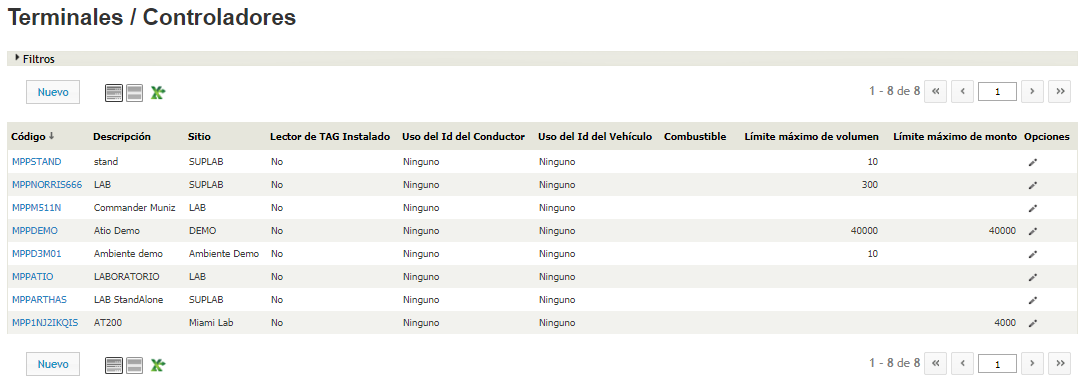 Terminales / Controladores
Filtros
Nuevo 1 - 8 de 8 « ‹ 1 › »
Código Descripción Sitio Lector de TAG Instalado Uso del Id del Conductor Uso del Id del Vehículo Combustible Límite máximo de volumen Límite máximo de monto Opciones
MPPSTAND stand SUPLAB No Ninguno Ninguno 10
MPPNORRIS666 LAB SUPLAB No Ninguno Ninguno 300
MPPM511N Commander Muniz LAB No Ninguno Ninguno
MPPDEMO Atio Demo DEMO No Ninguno Ninguno 40000 40000
MPPD3M01 Ambiente demo Ambiente Demo No Ninguno Ninguno 10
MPPATIO LABORATORIO LAB No Ninguno Ninguno
MPPARTHAS LAB StandAlone SUPLAB No Ninguno Ninguno
MPP1NJ2IKQIS AT200 Miami Lab No Ninguno Ninguno 4000
Nuevo 1 - 8 de 8 « ‹ 1 › »